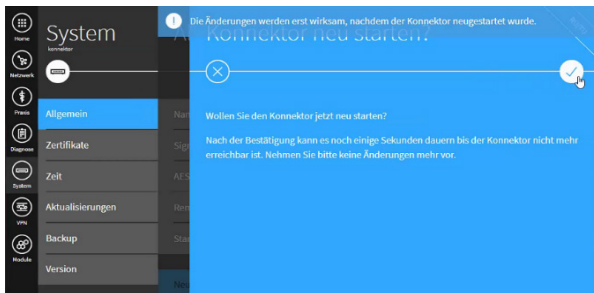 Die Änderungen werden erst wirksam, nachdem der Konnektor neugestartet wurde.
Home
System
konnektor
Konnektor neu starten?
Netzwerk
Praxis
Allgemein
Wollen Sie den Konnektor jetzt neu starten?
Nach der Bestätigung kann es noch einige Sekunden dauern bis der Konnektor nicht mehr
erreichbar ist. Nehmen Sie bitte keine Änderungen mehr vor.
Diagnose
Zertifikate
System
Zeit
AES
VPN
Aktualisierungen
Module
Backup
Version